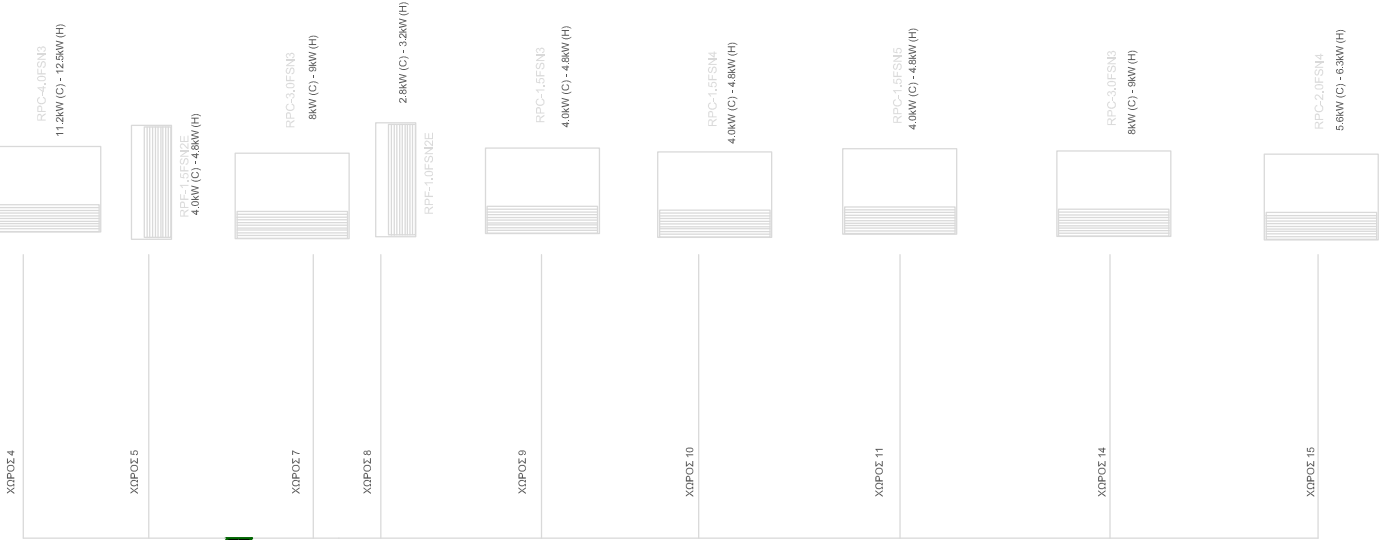 RPC-4.0FSN3
11.2kW (C) - 12.5kW (H)
RPF-1.5FSN2E
4.0kW (C) - 4.8kW (H)
RPC-3.0FSN3
8kW (C) - 9kW (H)
2.8kW (C) - 3.2kW (H)
RPF-1.0FSN2E
RPC-1.5FSN3
4.0kW (C) - 4.8kW (H)
RPC-1.5FSN4
4.0kW (C) - 4.8kW (H)
RPC-1.5FSN5
4.0kW (C) - 4.8kW (H)
RPC-3.0FSN3
8kW (C) - 9kW (H)
RPC-2.0FSN4
5.6kW (C) - 6.3kW (H)
ΧΩΡΟΣ 4
ΧΩΡΟΣ 5
ΧΩΡΟΣ 7
ΧΩΡΟΣ 8
ΧΩΡΟΣ 9
ΧΩΡΟΣ 10
ΧΩΡΟΣ 11
ΧΩΡΟΣ 14
ΧΩΡΟΣ 15